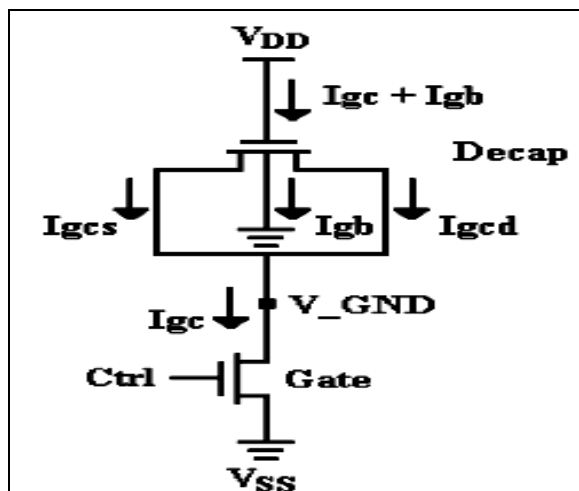 VDD
Igc + Igb
Decap
Igcs
Igb
Igcd
Igc
V_GND
Ctrl
Gate
VSS